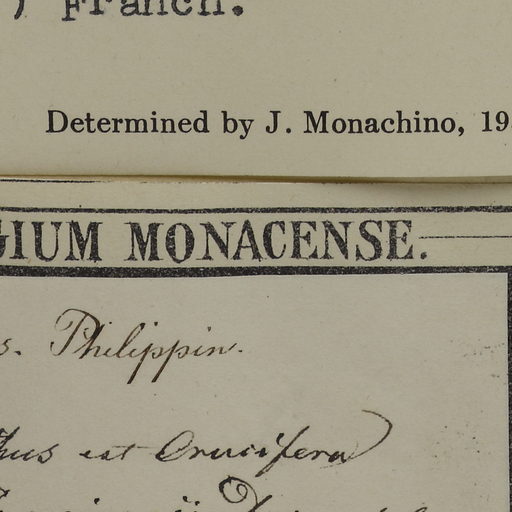 ) Franch.
Determined by J. Monachino, 19
GIUM MONACENSE.
s. Philippin.
est Crucifera